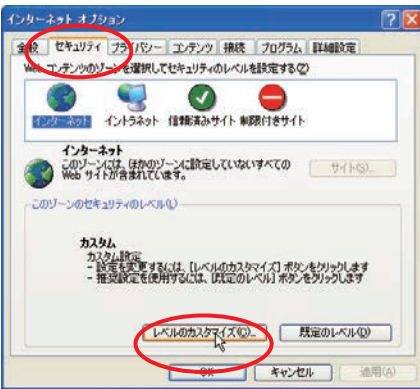 インターネット オプション
全般 セキュリティ プライバシー コンテンツ 接続 プログラム 詳細設定
Web コンテンツのゾーンを選択してセキュリティのレベルを設定する(Z)
インターネット イントラネット 信頼済みサイト 制限付きサイト
インターネット
このゾーンには、ほかのゾーンに設定していないすべての
Web サイトが含まれています。
サイト(S)...
このゾーンのセキュリティのレベル(L)
カスタム
カスタム設定
- 設定を変更するには、[レベルのカスタマイズ] ボタンをクリックします
- 推奨設定を使用するには、[既定のレベル] ボタンをクリックします
レベルのカスタマイズ(C)... 既定のレベル(D)
OK キャンセル 適用(A)